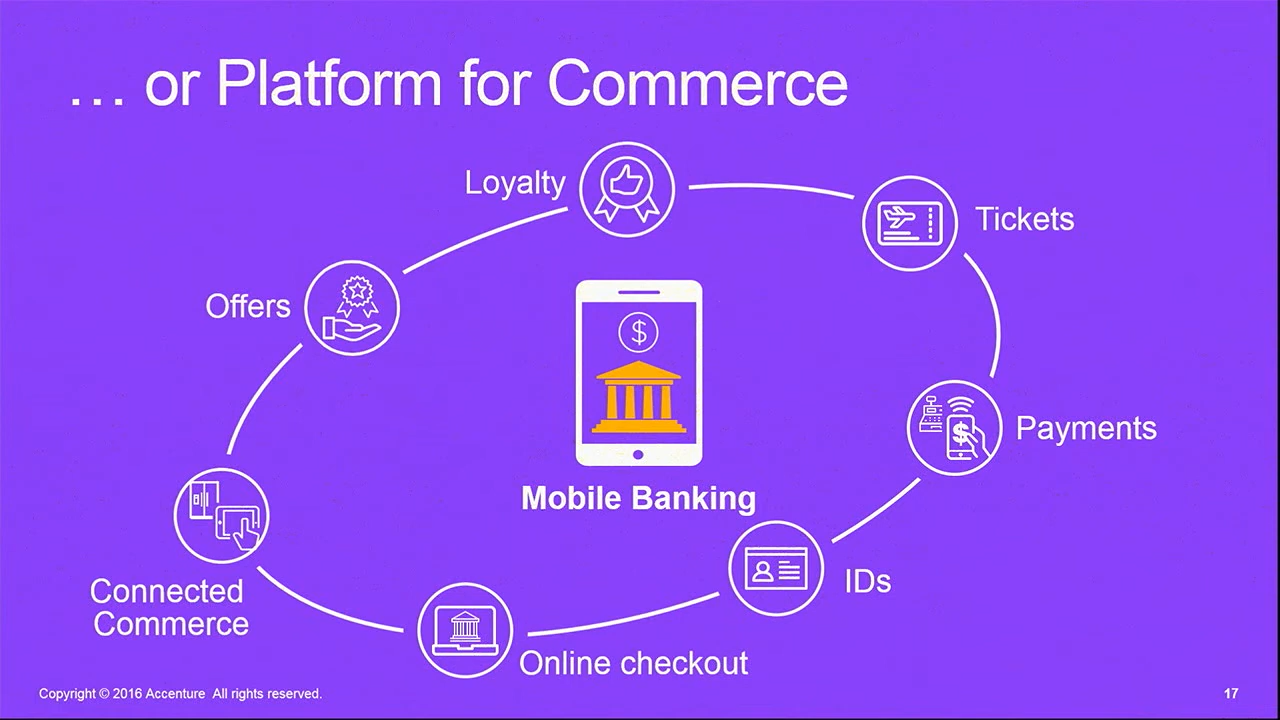 … or Platform for Commerce
Loyalty
Tickets
Offers
$
Payments
$
Mobile Banking
IDs
Connected
Commerce
Online checkout
Copyright © 2016 Accenture All rights reserved.
17